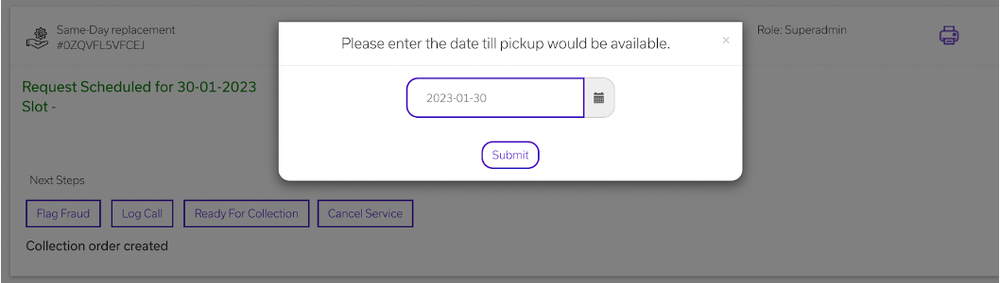 Same-Day replacement
#0ZQVFL5VFCEJ
Please enter the date till pickup would be available.
×
Role: Superadmin
Request Scheduled for 30-01-2023
Slot -
2023-01-30
Submit
Next Steps
Flag Fraud
Log Call
Ready For Collection
Cancel Service
Collection order created